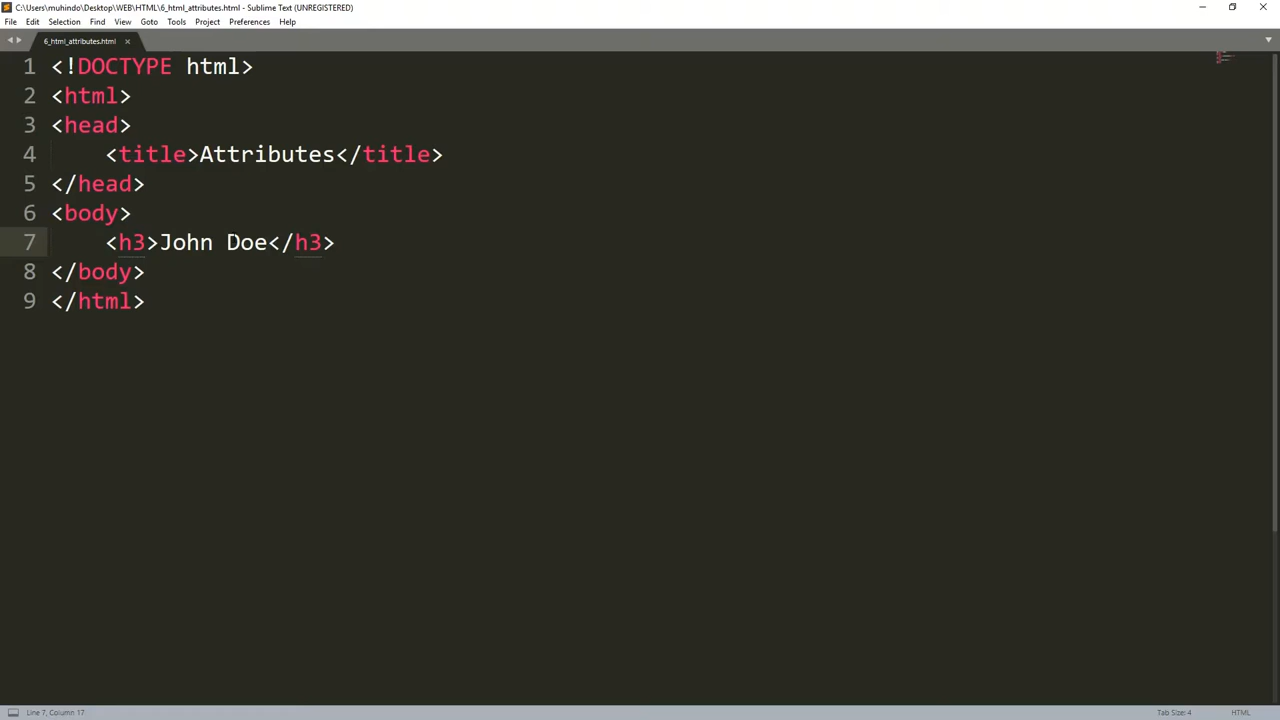 C:\Users\muhindo\Desktop\WEB\HTML\6_html_attributes.html - Sublime Text (UNREGISTERED)
File Edit Selection Find View Goto Tools Project Preferences Help
6_html_attributes.html
1 <!DOCTYPE html>
2 <html>
3 <head>
4     <title>Attributes</title>
5 </head>
6 <body>
7     <h3>John Doe</h3>
8 </body>
9 </html>
Line 7, Column 17 Tab Size: 4 HTML